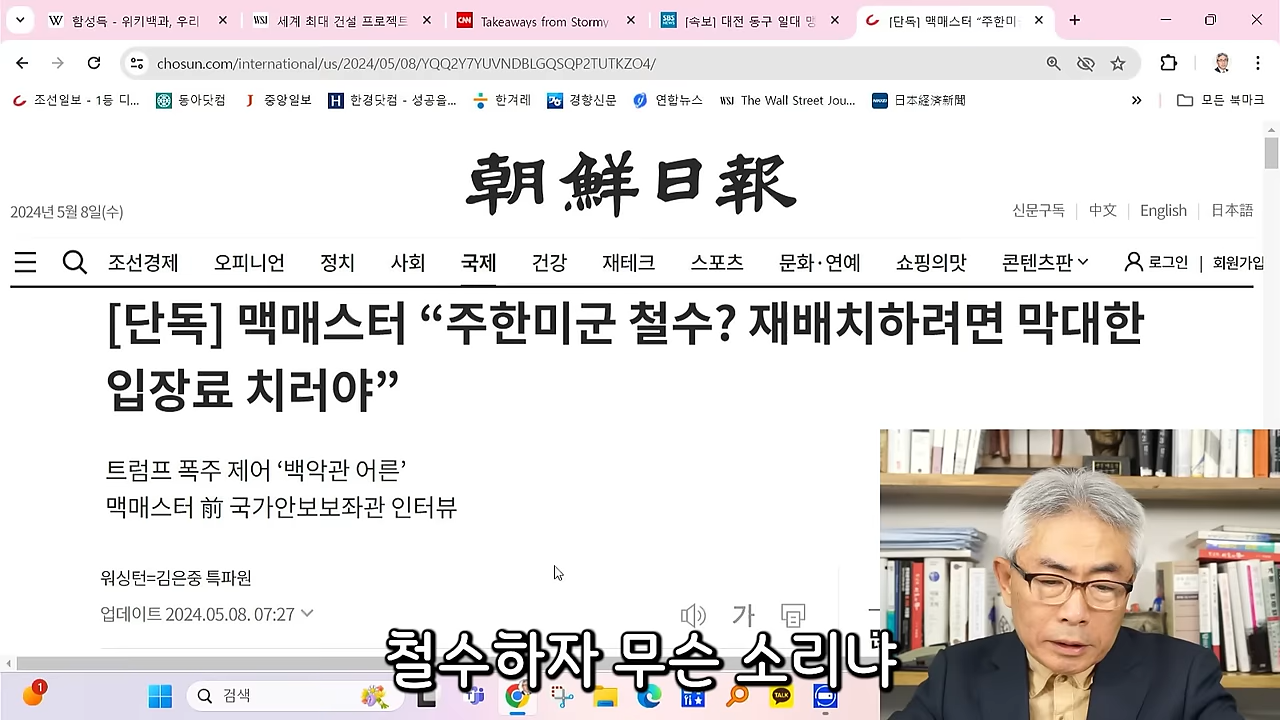 함성득 - 위키백과, 우리
세계 최대 건설 프로젝트
Takeaways from Stormy
[속보] 대전 동구 일대 맹
[단독] 맥매스터 “주한미
chosun.com/international/us/2024/05/08/YQQ2Y7YUVNDBLGQSQP2TUTKZO4/
조선일보 - 1등 디...
동아닷컴
중앙일보
한경닷컴 - 성공을...
한겨레
경향신문
연합뉴스
The Wall Street Jou...
日本経済新聞
모든 북마크
朝鮮日報
2024년 5월 8일(수)
신문구독 | 中文 | English | 日本語
조선경제 오피니언 정치 사회 국제 건강 재테크 스포츠 문화·연예 쇼핑의맛 콘텐츠판 로그인 | 회원가입
[단독] 맥매스터 “주한미군 철수? 재배치하려면 막대한
입장료 치러야”
트럼프 폭주 제어 ‘백악관 어른’
맥매스터 前 국가안보보좌관 인터뷰
워싱턴=김은중 특파원
업데이트 2024.05.08. 07:27
가
철수하자 무슨 소리냐
1
검색